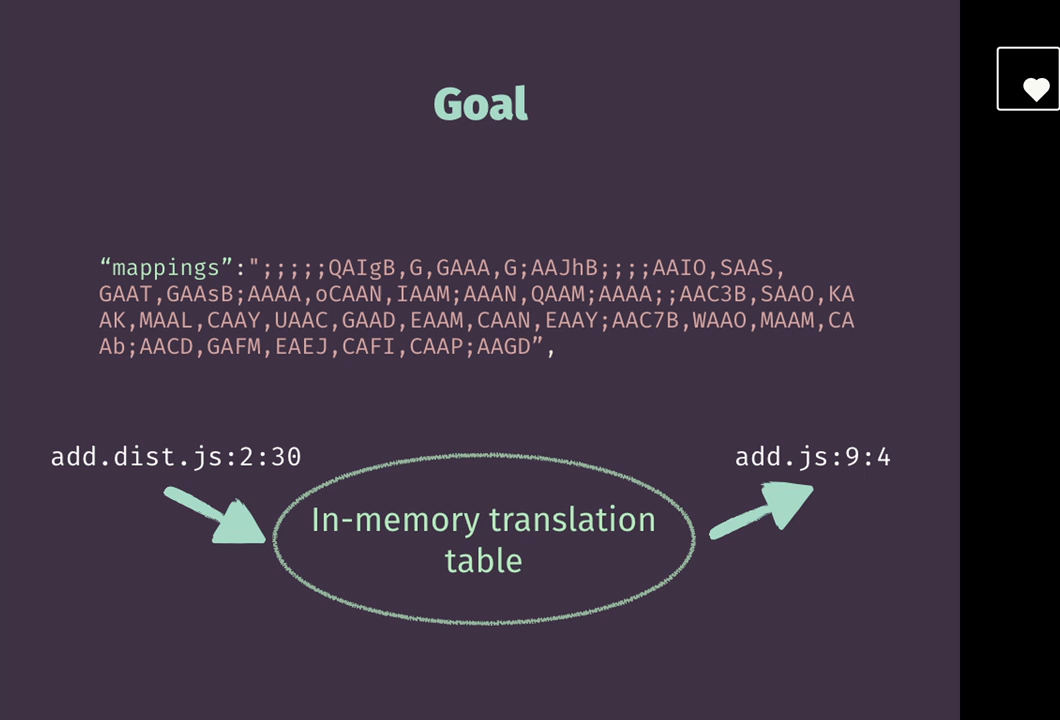 Goal
“mappings”:";;;;;QAIgB,G,GAAA,G;AAJhB;;;;AAIO,SAAS,
GAAT,GAAsB;AAAA,oCAAN,IAAM;AAAN,QAAM;AAAA;;AAC3B,SAAO,KA
AK,MAAL,CAAY,UAAC,GAAD,EAAM,CAAN,EAAY;AAC7B,WAAO,MAAM,CA
Ab;AACD,GAFM,EAEJ,CAFI,CAAP;AAGD”,
add.dist.js:2:30
add.js:9:4
In-memory translation
table